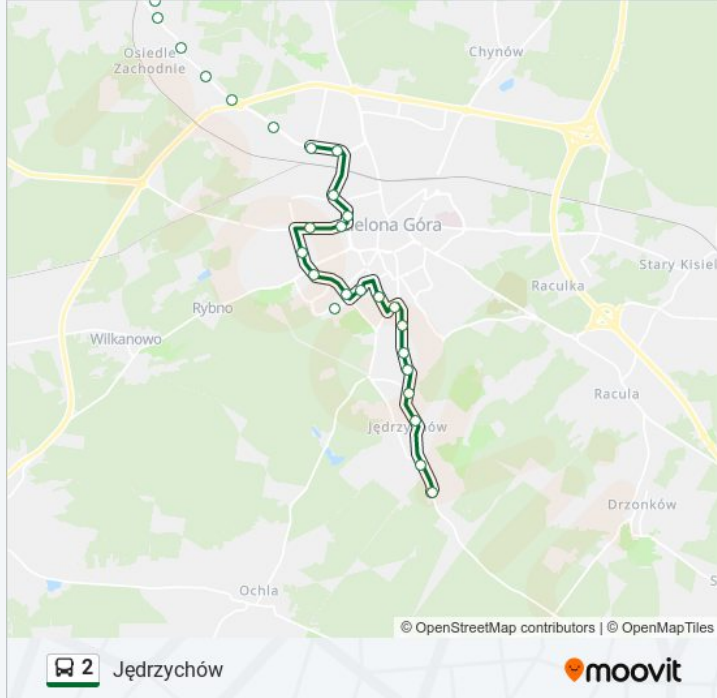 Osiedle
Zachodnie
Chynów
elona Góra
Stary Kisiel
Raculka
Rybno
Wilkanowo
Racula
Jędrzychów
Drzonków
S
Ochla
© OpenStreetMap contributors | © OpenMapTiles
2 Jędrzychów
moovit